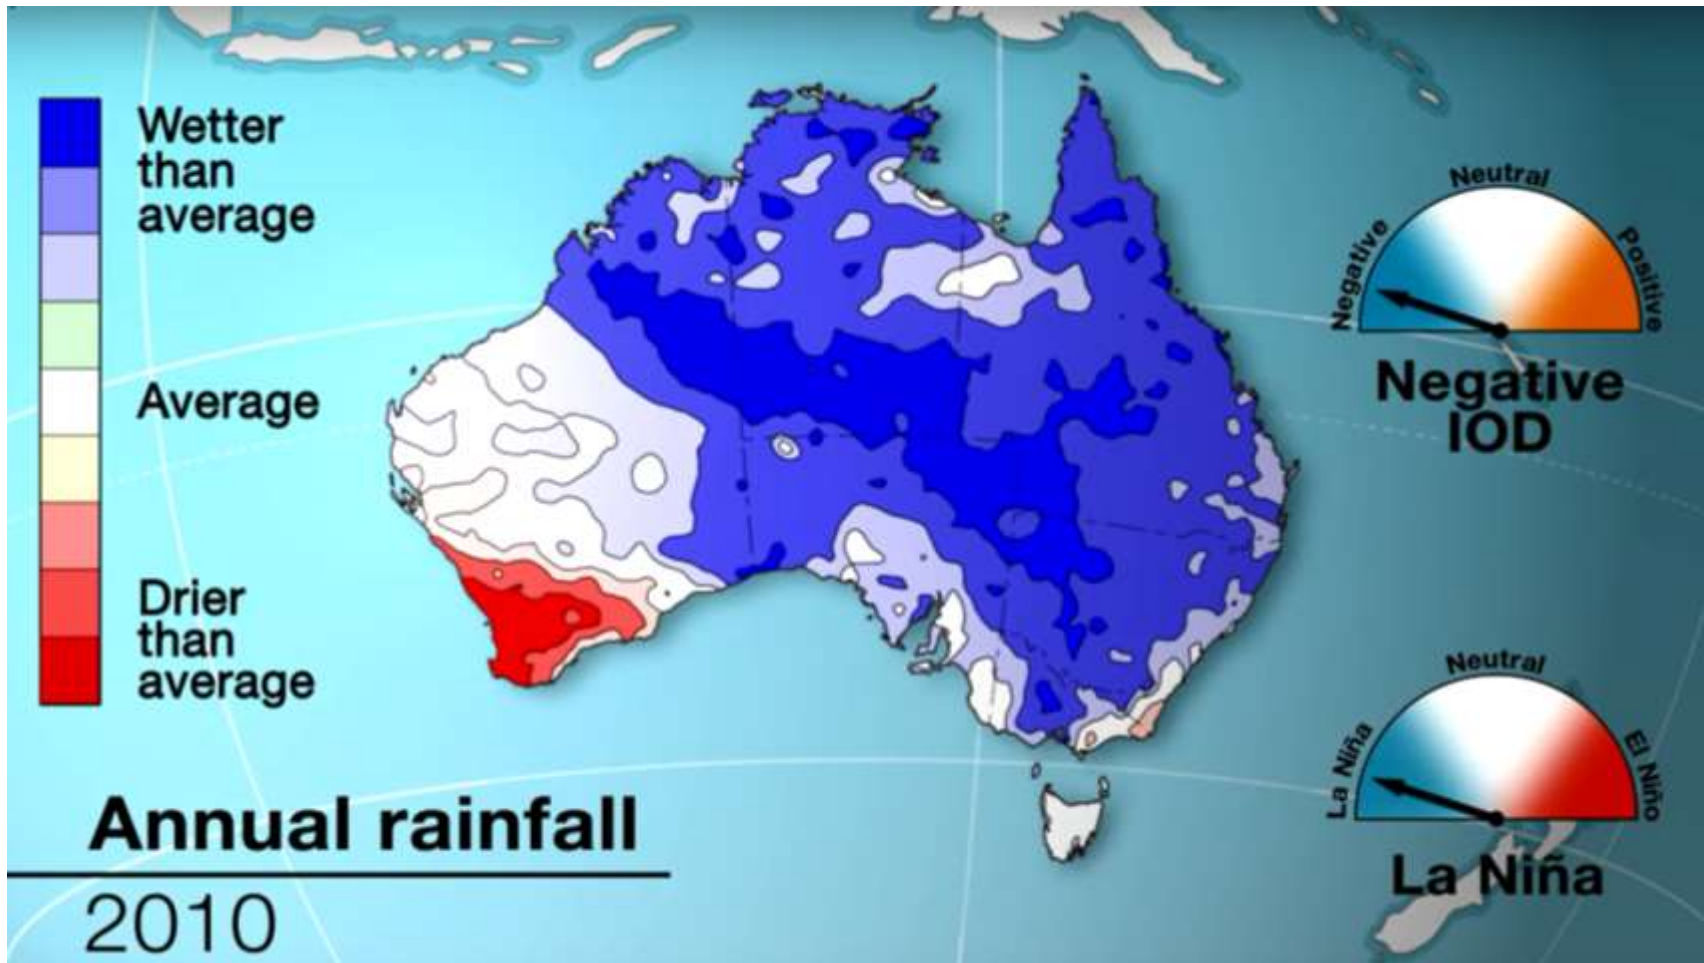 Wetter
than
average
Average
Drier
than
average
Annual rainfall
2010
Negative
Neutral
Positive
Negative
IOD
La Niña
Neutral
El Niño
La Niña